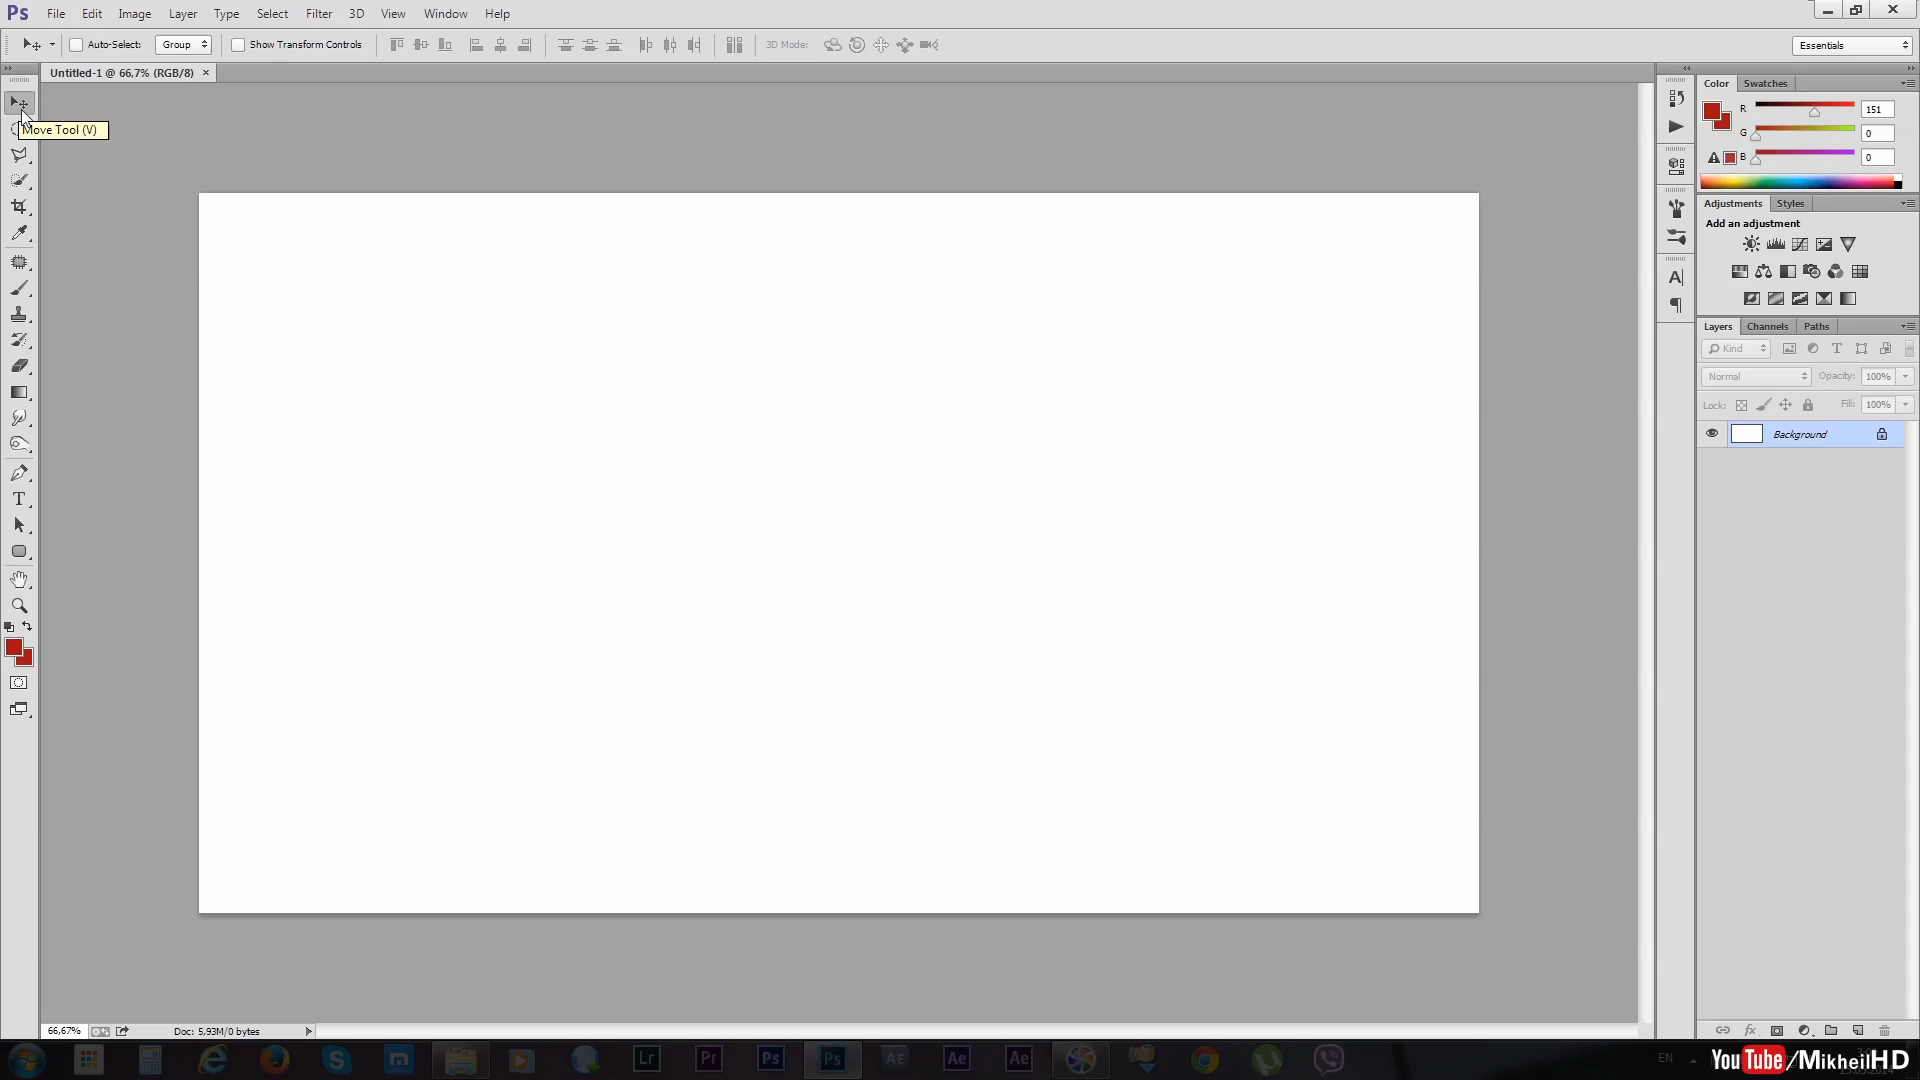 Ps File Edit Image Layer Type Select Filter 3D View Window Help
Auto-Select: Group Show Transform Controls 3D Mode: Essentials
Untitled-1 @ 66,7% (RGB/8) ×
Move Tool (V)
Color Swatches
R 151
G 0
B 0
Adjustments Styles
Add an adjustment
Layers Channels Paths
Kind
Normal Opacity: 100%
Lock: Fill: 100%
Background
66,67% Doc: 5,93M/0 bytes
Lr Pr Ps Ps AE Ae Ae EN
YouTube/MikheilHD